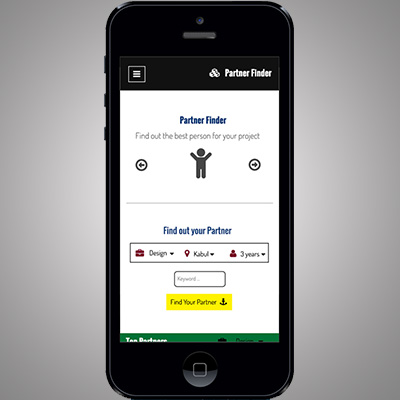 Partner Finder
Partner Finder
Find out the best person for your project
Find out your Partner
Design Kabul 3 years
Keyword...
Find Your Partner
Top Partners Design